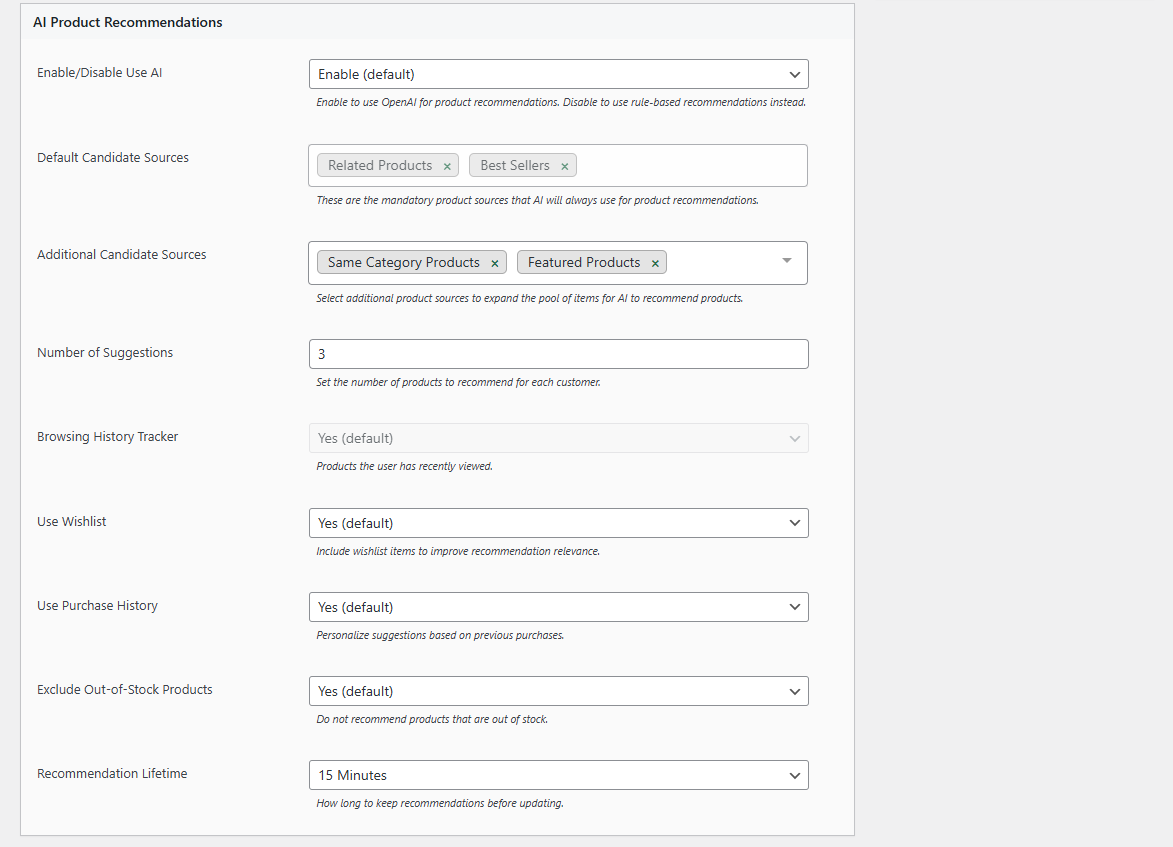 AI Product Recommendations
Enable/Disable Use AI
Enable (default)
Enable to use OpenAI for product recommendations. Disable to use rule-based recommendations instead.
Default Candidate Sources
Related Products × Best Sellers ×
These are the mandatory product sources that AI will always use for product recommendations.
Additional Candidate Sources
Same Category Products × Featured Products ×
Select additional product sources to expand the pool of items for AI to recommend products.
Number of Suggestions
3
Set the number of products to recommend for each customer.
Browsing History Tracker
Yes (default)
Products the user has recently viewed.
Use Wishlist
Yes (default)
Include wishlist items to improve recommendation relevance.
Use Purchase History
Yes (default)
Personalize suggestions based on previous purchases.
Exclude Out-of-Stock Products
Yes (default)
Do not recommend products that are out of stock.
Recommendation Lifetime
15 Minutes
How long to keep recommendations before updating.